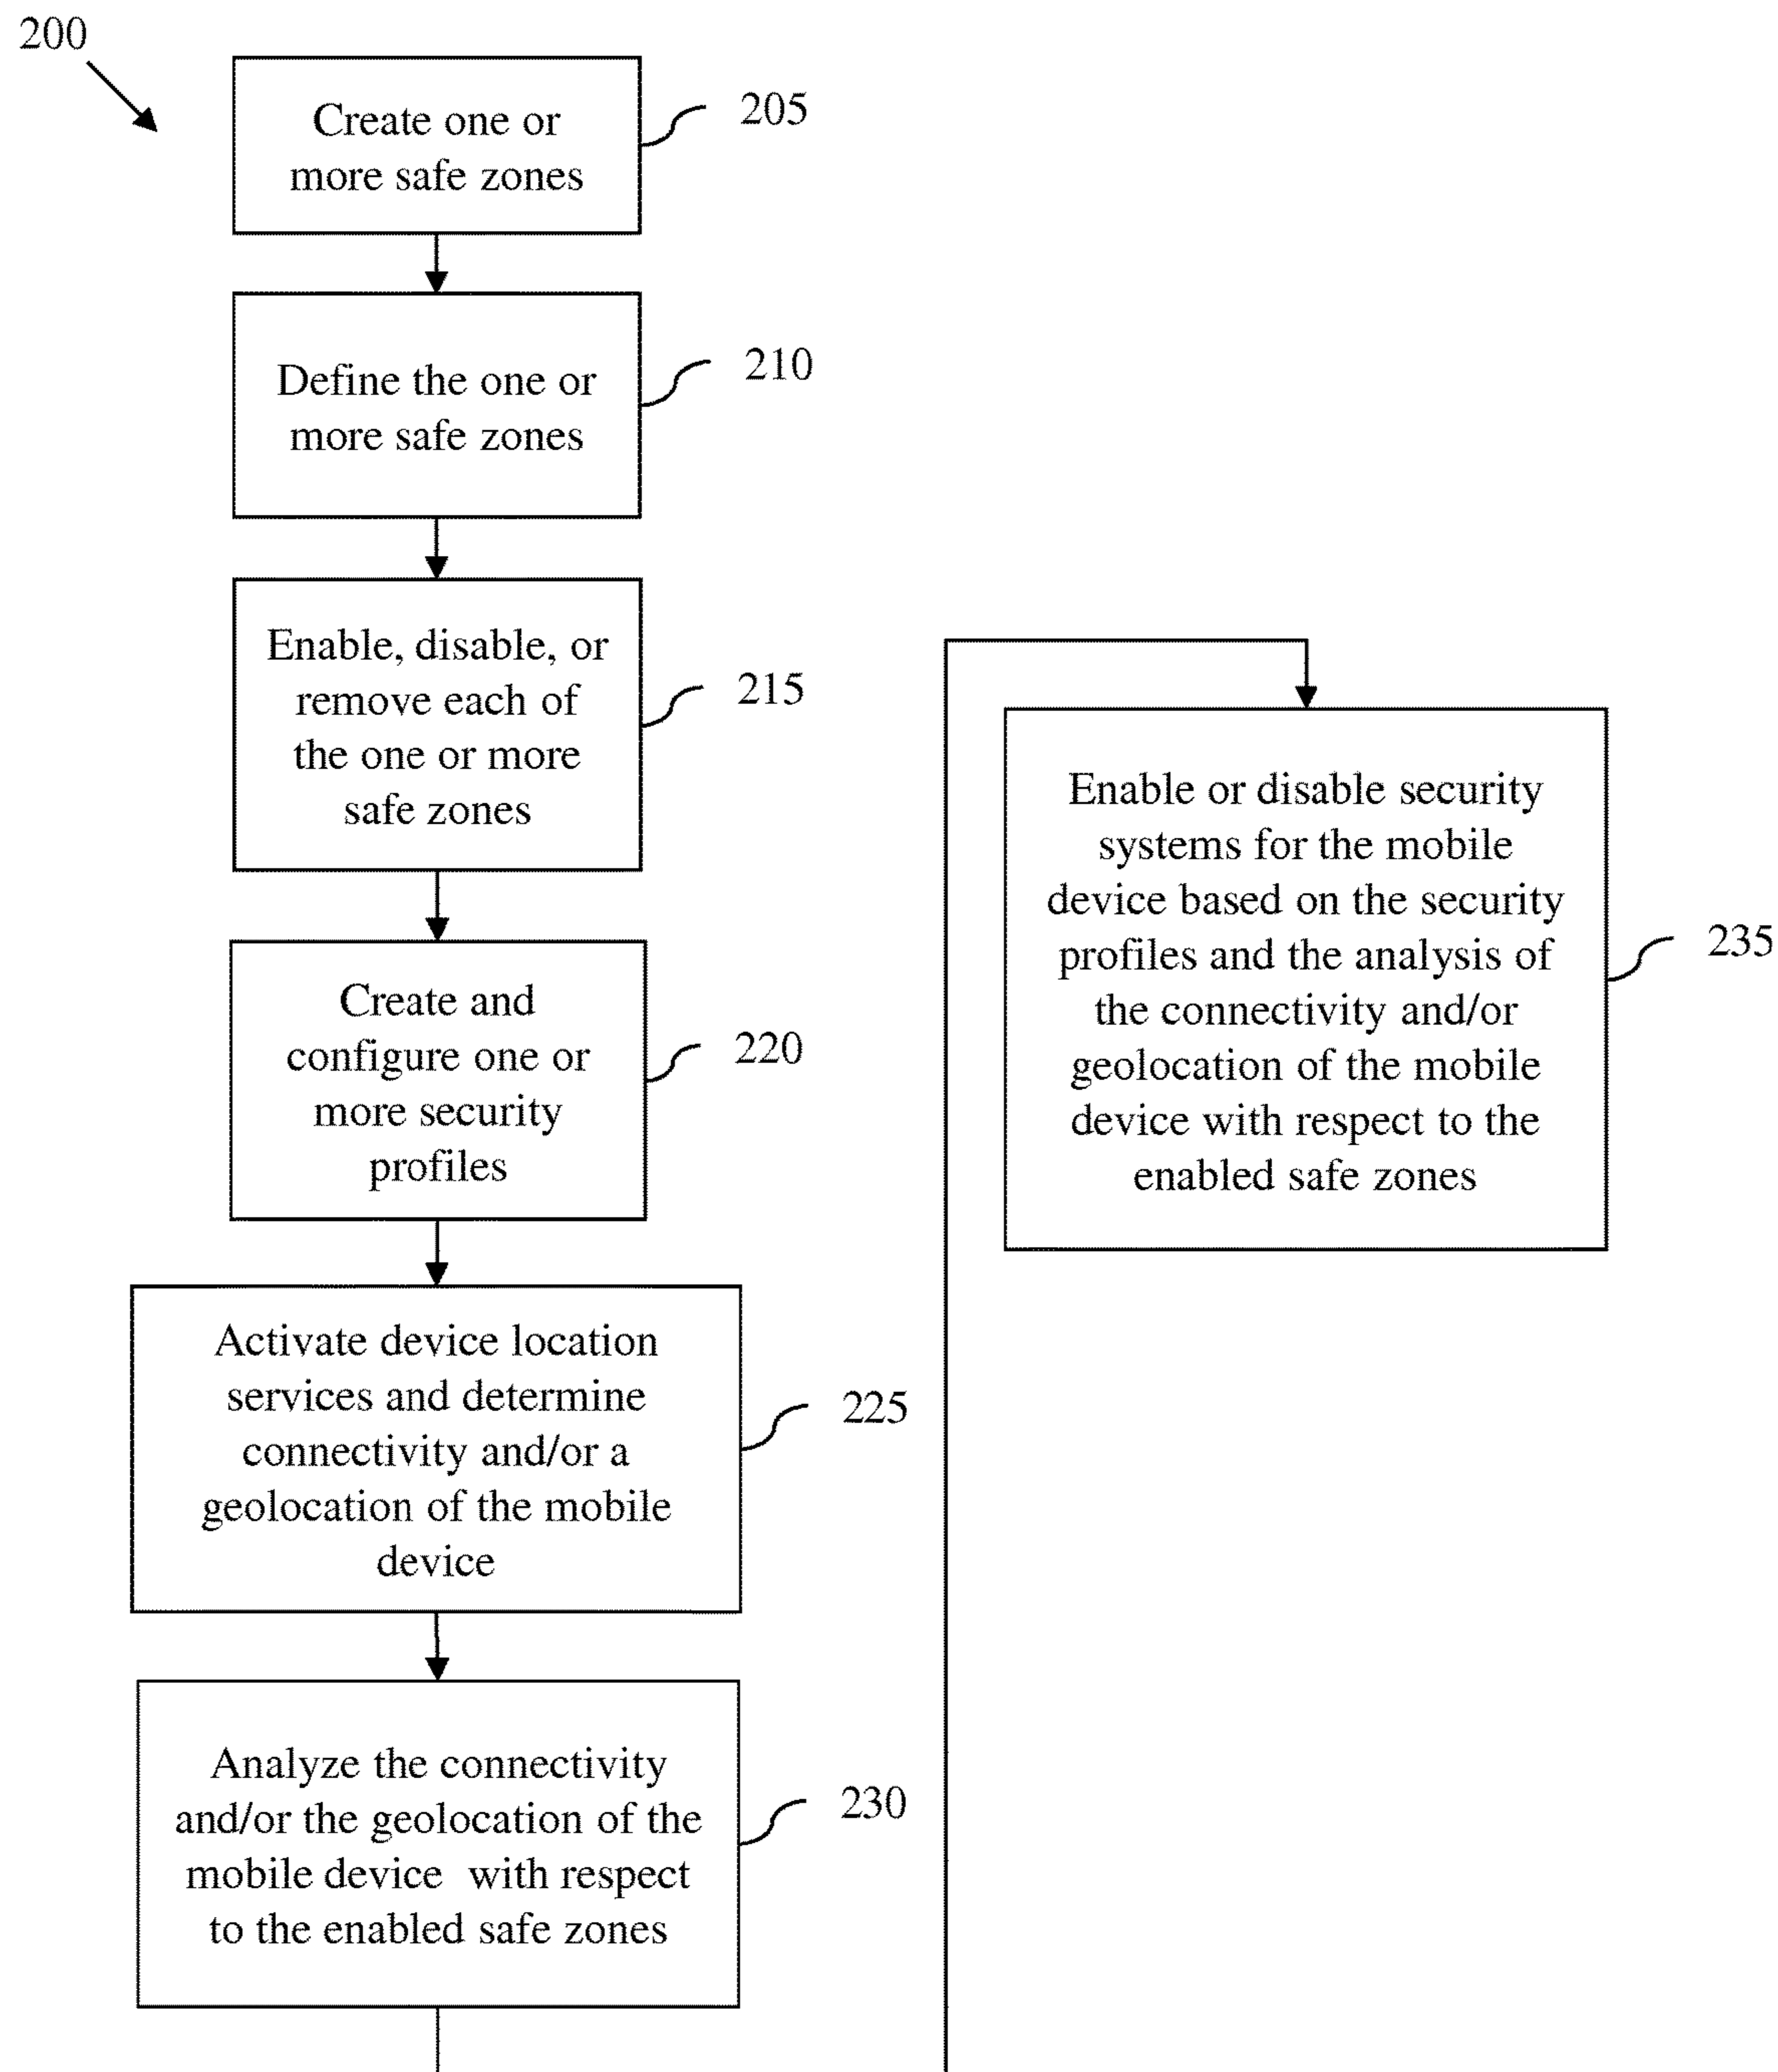 200
Create one or
more safe zones
205
Define the one or
more safe zones
210
Enable, disable, or
remove each of
the one or more
safe zones
215
Create and
configure one or
more security
profiles
220
Activate device location
services and determine
connectivity and/or a
geolocation of the mobile
device
225
Analyze the connectivity
and/or the geolocation of the
mobile device with respect
to the enabled safe zones
230
Enable or disable security
systems for the mobile
device based on the security
profiles and the analysis of
the connectivity and/or
geolocation of the mobile
device with respect to the
enabled safe zones
235